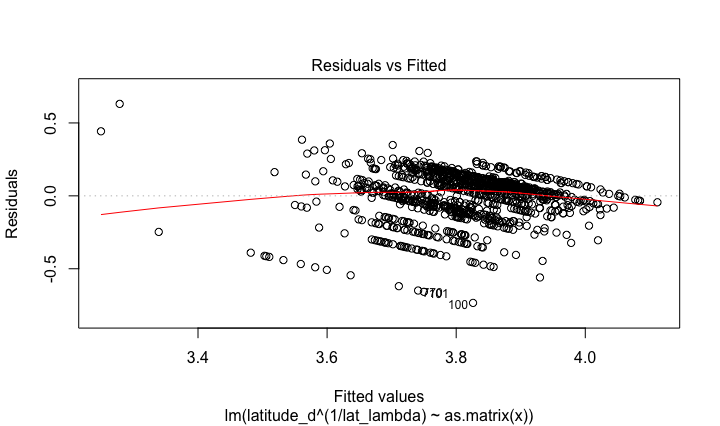 Residuals vs Fitted
Residuals
0.5
0.0
-0.5
100
3.4
3.6
3.8
4.0
Fitted values
lm(latitude_d^(1/lat_lambda) ~ as.matrix(x))